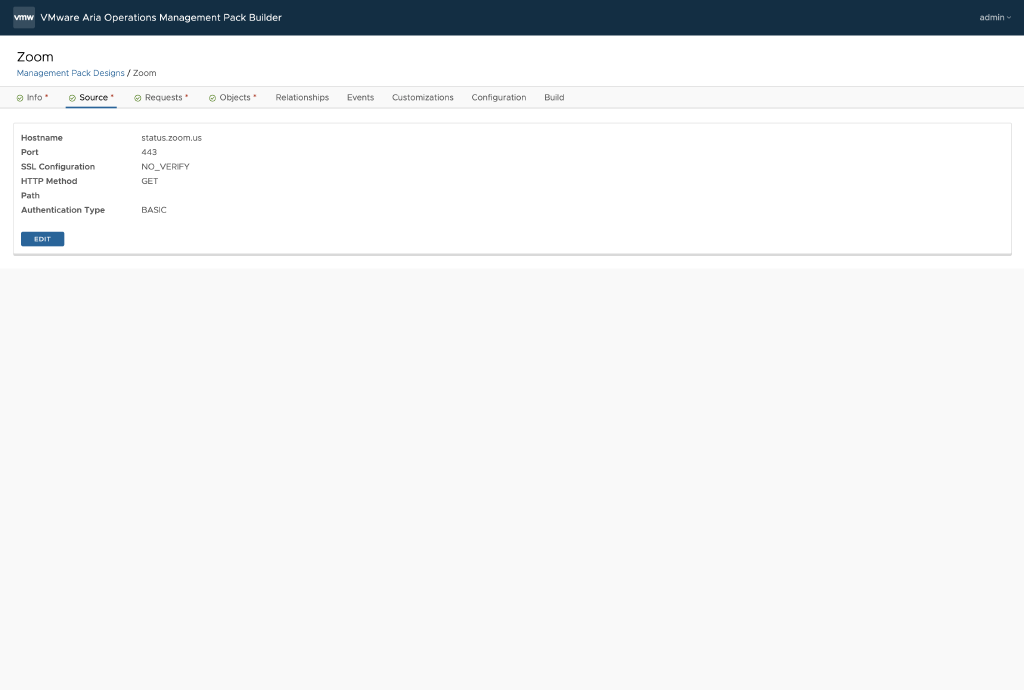 vmw VMware Aria Operations Management Pack Builder admin
Zoom
Management Pack Designs / Zoom
Info * Source * Requests * Objects * Relationships Events Customizations Configuration Build
Hostname status.zoom.us
Port 443
SSL Configuration NO_VERIFY
HTTP Method GET
Path
Authentication Type BASIC
EDIT